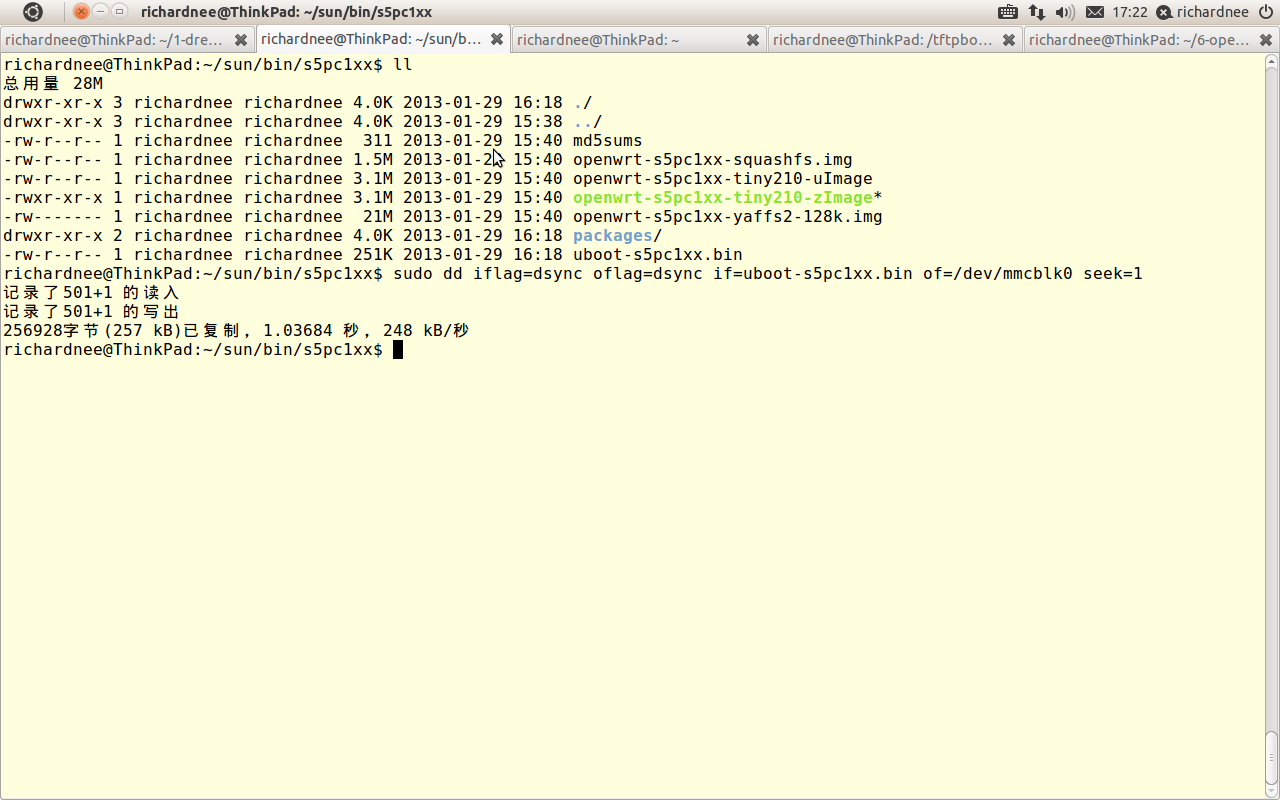 richardnee@ThinkPad: ~/sun/bin/s5pc1xx
17:22
richardnee
richardnee@ThinkPad: ~/1-dre...
richardnee@ThinkPad: ~/sun/b...
richardnee@ThinkPad: ~
richardnee@ThinkPad: /tftpbo...
richardnee@ThinkPad: ~/6-ope...
richardnee@ThinkPad:~/sun/bin/s5pc1xx$ ll
总用量 28M
drwxr-xr-x 3 richardnee richardnee 4.0K 2013-01-29 16:18 ./
drwxr-xr-x 3 richardnee richardnee 4.0K 2013-01-29 15:38 ../
-rw-r--r-- 1 richardnee richardnee  311 2013-01-29 15:40 md5sums
-rw-r--r-- 1 richardnee richardnee 1.5M 2013-01-29 15:40 openwrt-s5pc1xx-squashfs.img
-rw-r--r-- 1 richardnee richardnee 3.1M 2013-01-29 15:40 openwrt-s5pc1xx-tiny210-uImage
-rwxr-xr-x 1 richardnee richardnee 3.1M 2013-01-29 15:40 openwrt-s5pc1xx-tiny210-zImage*
-rw------- 1 richardnee richardnee  21M 2013-01-29 15:40 openwrt-s5pc1xx-yaffs2-128k.img
drwxr-xr-x 2 richardnee richardnee 4.0K 2013-01-29 16:18 packages/
-rw-r--r-- 1 richardnee richardnee 251K 2013-01-29 16:18 uboot-s5pc1xx.bin
richardnee@ThinkPad:~/sun/bin/s5pc1xx$ sudo dd iflag=dsync oflag=dsync if=uboot-s5pc1xx.bin of=/dev/mmcblk0 seek=1
记录了501+1 的读入
记录了501+1 的写出
256928字节(257 kB)已复制，1.03684 秒，248 kB/秒
richardnee@ThinkPad:~/sun/bin/s5pc1xx$